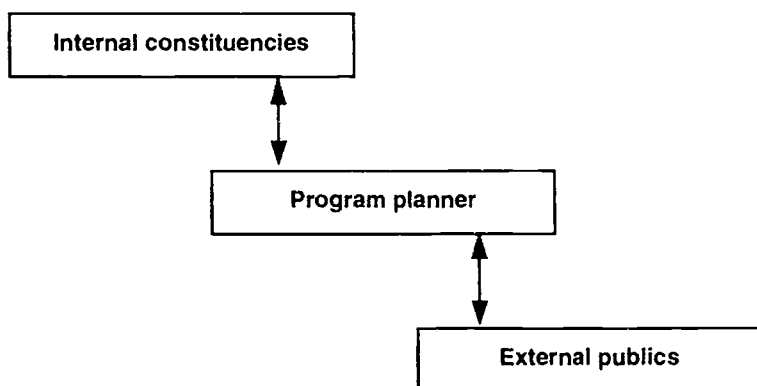 Internal constituencies
Program planner
External publics